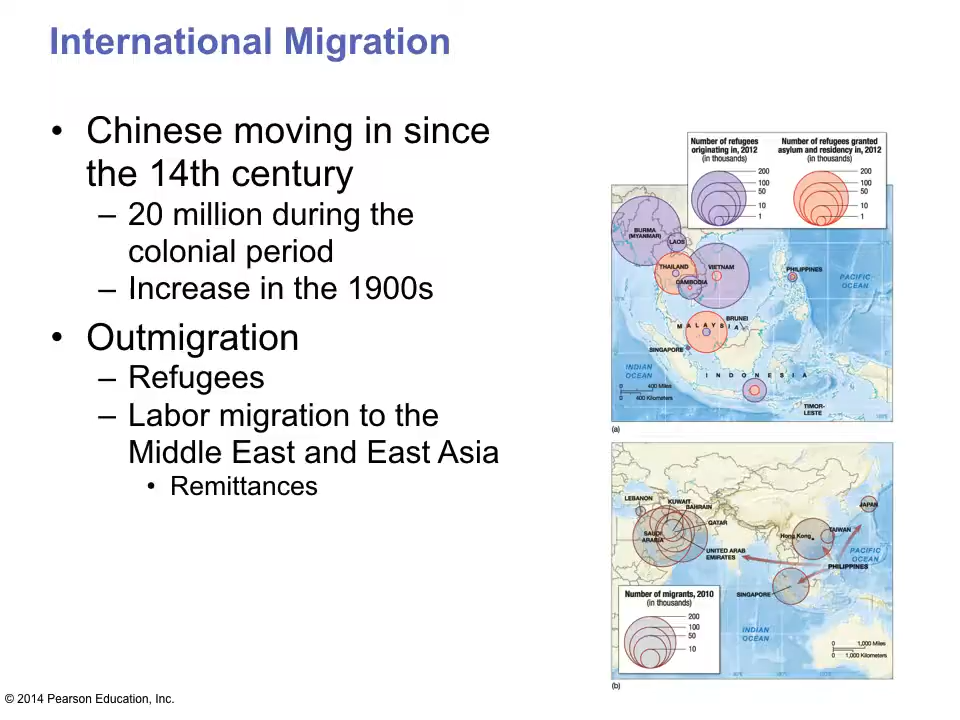 International Migration
• Chinese moving in since
the 14th century
– 20 million during the
colonial period
– Increase in the 1900s
• Outmigration
– Refugees
– Labor migration to the
Middle East and East Asia
• Remittances
Number of refugees
originating in, 2012
(in thousands)
200
100
50
10
1
Number of refugees granted
asylum and residency in, 2012
(in thousands)
200
100
50
10
1
BURMA
(MYANMAR)
LAOS
THAILAND
VIETNAM
CAMBODIA
PHILIPPINES
PACIFIC
OCEAN
BRUNEI
MALAYSIA
SINGAPORE
INDIAN
OCEAN
INDONESIA
0 400 Miles
0 400 Kilometers
TIMOR-
LESTE
(a)
LEBANON
KUWAIT
BAHRAIN
QATAR
SAUDI
ARABIA
UNITED ARAB
EMIRATES
JAPAN
TAIWAN
Hong Kong
PACIFIC
OCEAN
PHILIPPINES
SINGAPORE
Number of migrants, 2010
(in thousands)
200
100
50
10
INDIAN
OCEAN
0 1,000 Miles
0 1,000 Kilometers
(b)
© 2014 Pearson Education, Inc.